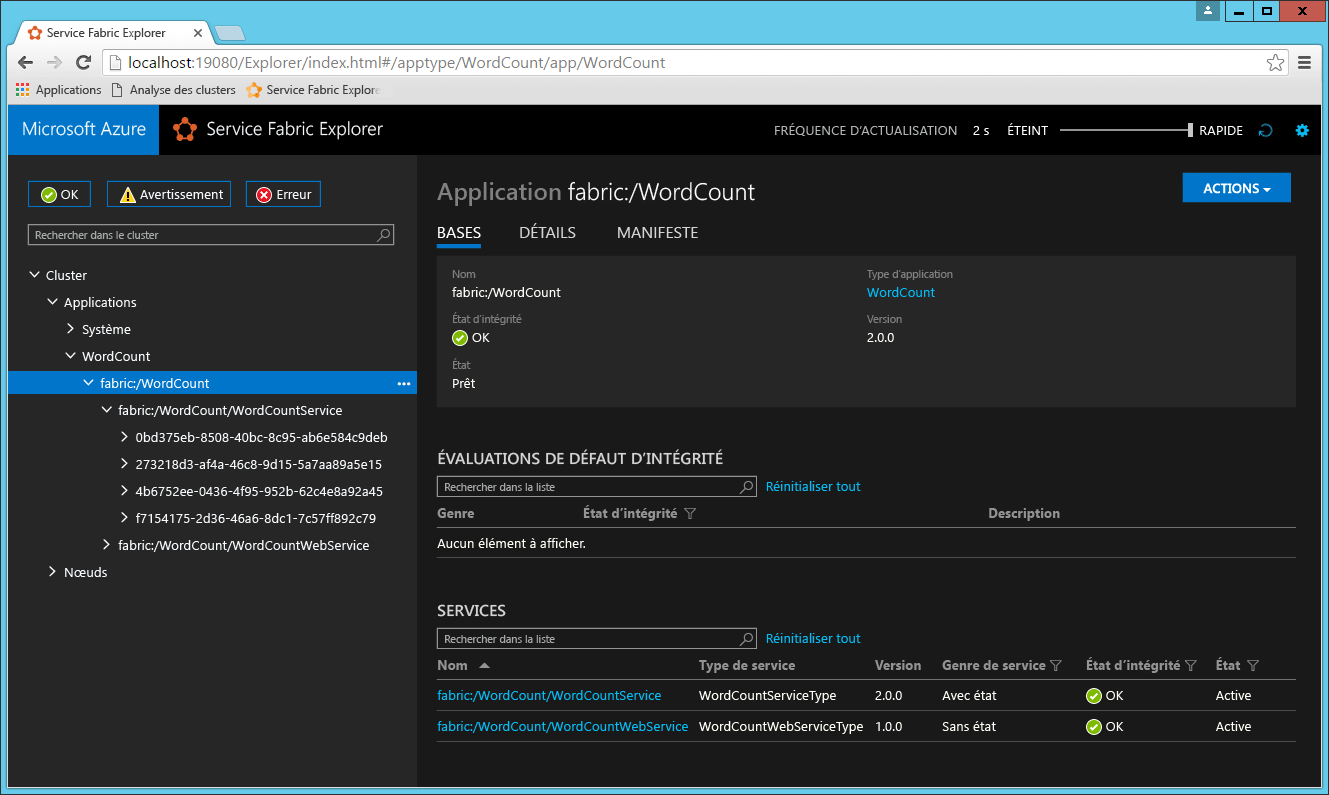 Service Fabric Explorer
localhost:19080/Explorer/index.html#/apptype/WordCount/app/WordCount
Applications Analyse des clusters Service Fabric Explore
Microsoft Azure Service Fabric Explorer FRÉQUENCE D'ACTUALISATION 2 s ÉTEINT RAPIDE
OK Avertissement Erreur
Rechercher dans le cluster
Cluster
Applications
Système
WordCount
fabric:/WordCount
fabric:/WordCount/WordCountService
0bd375eb-8508-40bc-8c95-ab6e584c9deb
273218d3-af4a-46c8-9d15-5a7aa89a5e15
4b6752ee-0436-4f95-952b-62c4e8a92a45
f7154175-2d36-46a6-8dc1-7c57ff892c79
fabric:/WordCount/WordCountWebService
Nœuds
Application fabric:/WordCount ACTIONS
BASES DÉTAILS MANIFESTE
Nom Type d'application
fabric:/WordCount WordCount
État d'intégrité Version
OK 2.0.0
État
Prêt
ÉVALUATIONS DE DÉFAUT D'INTÉGRITÉ
Rechercher dans la liste Réinitialiser tout
Genre État d'intégrité Description
Aucun élément à afficher.
SERVICES
Rechercher dans la liste Réinitialiser tout
Nom Type de service Version Genre de service État d'intégrité État
fabric:/WordCount/WordCountService WordCountServiceType 2.0.0 Avec état OK Active
fabric:/WordCount/WordCountWebService WordCountWebServiceType 1.0.0 Sans état OK Active